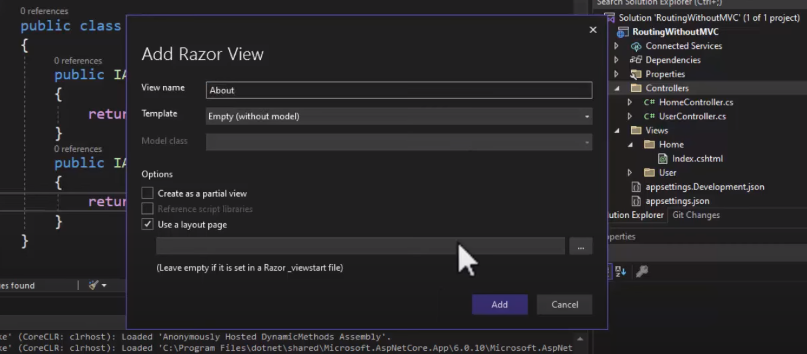 0 references
public class
{
0 references
public IA
{
retur
}
0 references
public IA
{
retur
}
}
es found
ke' (CoreCLR: clrhost): Loaded 'Anonymously Hosted DynamicMethods Assembly'.
ke' (CoreCLR: clrhost): Loaded 'C:\Program Files\dotnet\shared\Microsoft.AspNetCore.App\6.0.10\Microsoft.AspNet
Add Razor View
View name
About
Template
Empty (without model)
Model class
Options
Create as a partial view
Reference script libraries
Use a layout page
...
(Leave empty if it is set in a Razor _viewstart file)
Add
Cancel
Search Solution Explorer (Ctrl+;)
Solution 'RoutingWithoutMVC' (1 of 1 project)
RoutingWithoutMVC
Connected Services
Dependencies
Properties
Controllers
C# HomeController.cs
C# UserController.cs
Views
Home
Index.cshtml
User
appsettings.Development.json
appsettings.json
olution Explorer
Git Changes
roperties